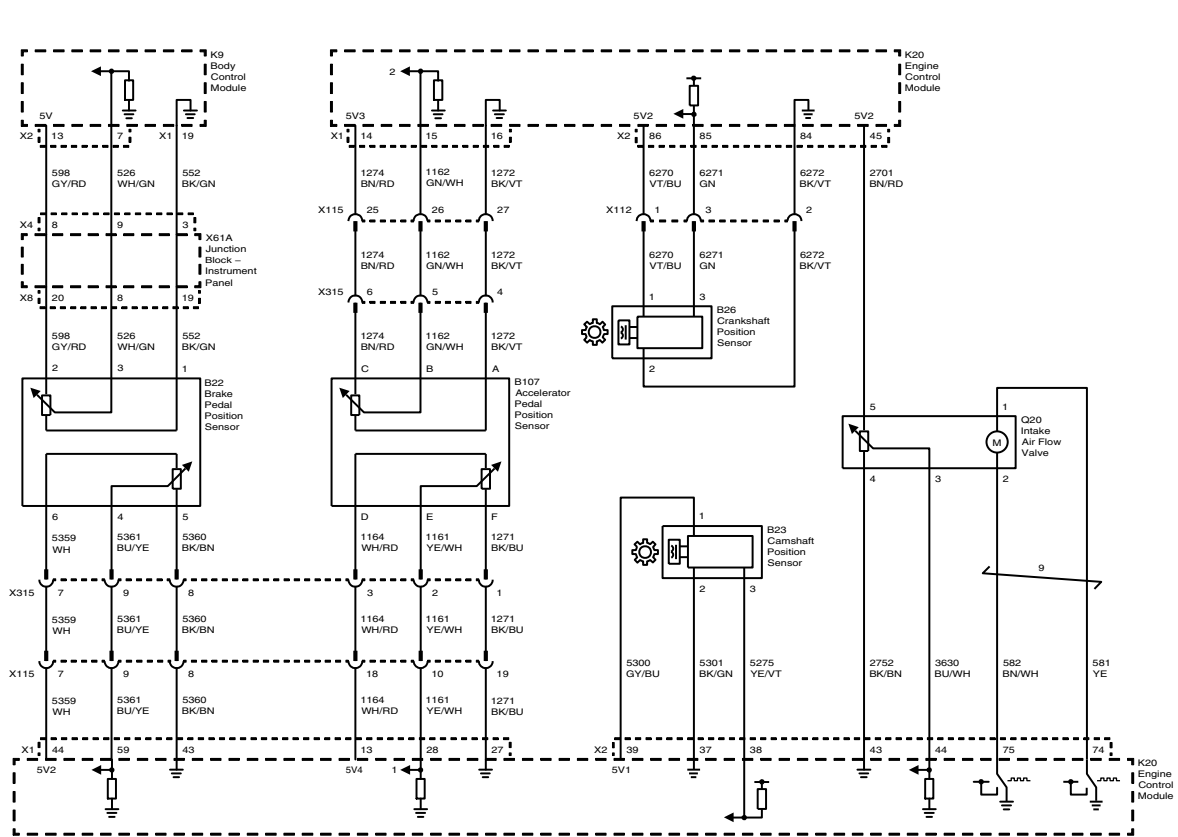 K9
Body
Control
Module
K20
Engine
Control
Module
2
5V
5V3
5V2
5V2
X2 13 7 X1 19
X1 14 15 16
X2 86 85 84 45
598
GY/RD
526
WH/GN
552
BK/GN
1274
BN/RD
1162
GN/WH
1272
BK/VT
6270
VT/BU
6271
GN
6272
BK/VT
2701
BN/RD
X115 25 26 27
X112 1 3 2
X4 8 9 3
X61A
Junction
Block –
Instrument
Panel
1274
BN/RD
1162
GN/WH
1272
BK/VT
6270
VT/BU
6271
GN
6272
BK/VT
X8 20 8 19
X315 6 5 4
1 3
B26
Crankshaft
Position
Sensor
2
598
GY/RD
526
WH/GN
552
BK/GN
1274
BN/RD
1162
GN/WH
1272
BK/VT
2 3 1
C B A
B22
Brake
Pedal
Position
Sensor
B107
Accelerator
Pedal
Position
Sensor
5 1
Q20
Intake
Air Flow
Valve
M
4 3 2
6 4 5
D E F
1
B23
Camshaft
Position
Sensor
2 3
5359
WH
5361
BU/YE
5360
BK/BN
1164
WH/RD
1161
YE/WH
1271
BK/BU
9
X315 7 9 8 3 2 1
5359
WH
5361
BU/YE
5360
BK/BN
1164
WH/RD
1161
YE/WH
1271
BK/BU
X115 7 9 8 18 10 19
5300
GY/BU
5301
BK/GN
5275
YE/VT
2752
BK/BN
3630
BU/WH
582
BN/WH
581
YE
5359
WH
5361
BU/YE
5360
BK/BN
1164
WH/RD
1161
YE/WH
1271
BK/BU
X1 44 59 43 13 28 27
X2 39 37 38 43 44 75 74
5V2
5V4
1
5V1
K20
Engine
Control
Module